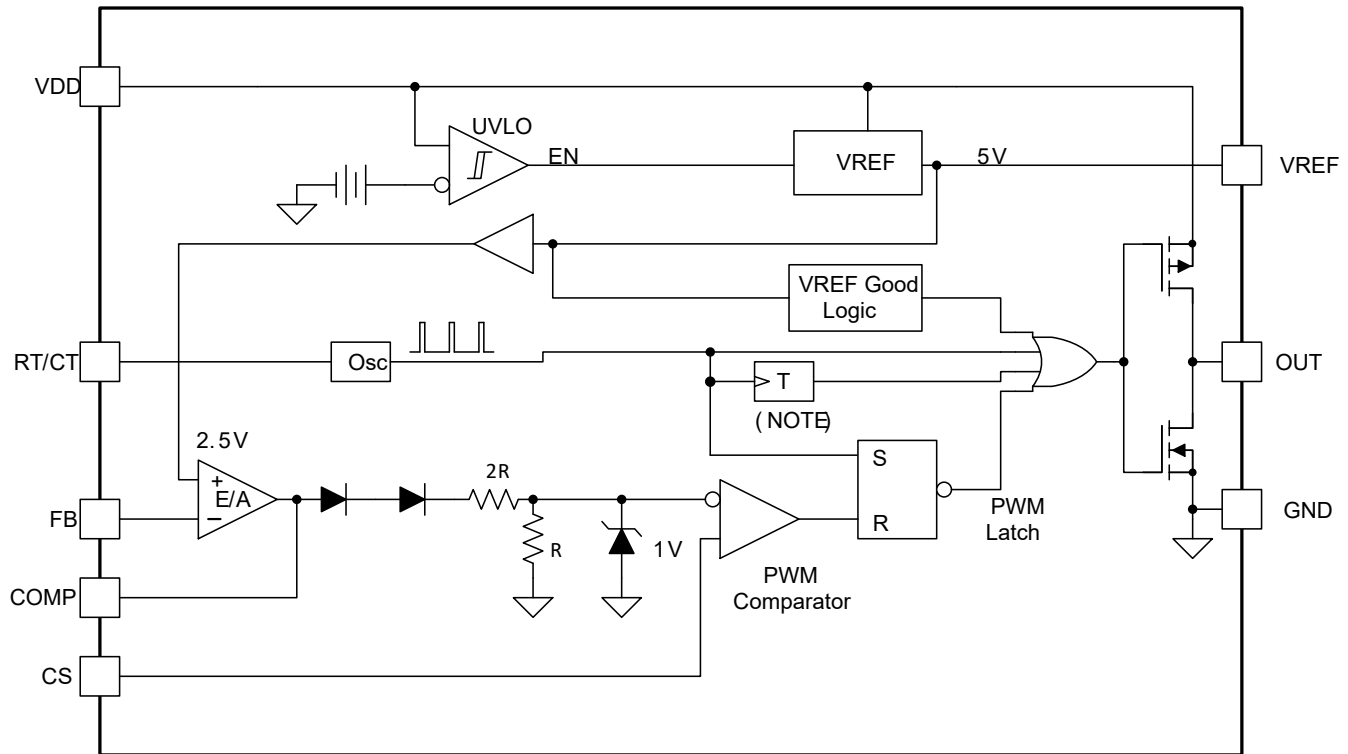 VDD
UVLO
EN
VREF
5V
VREF
VREF Good
Logic
RT/CT
Osc
T
(NOTE)
OUT
2.5V
+
E/A
−
2R
S
R
FB
R
1V
PWM
Latch
GND
PWM
Comparator
COMP
CS